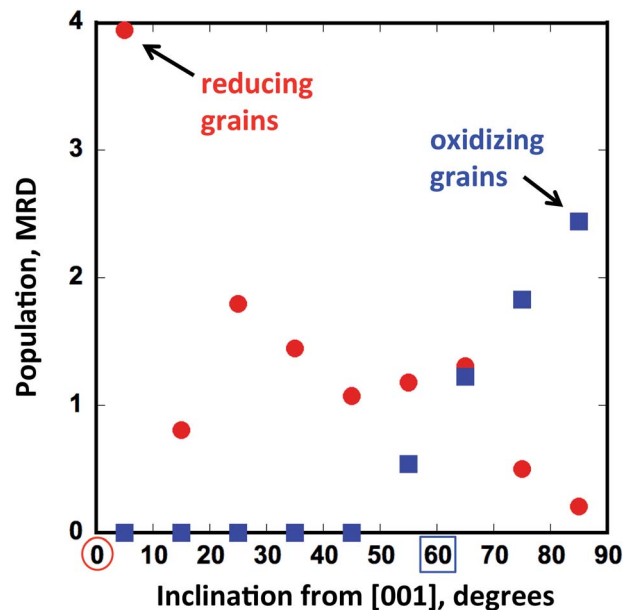 4
reducing
grains
oxidizing
grains
3
2
1
0
Population, MRD
0 10 20 30 40 50 60 70 80 90
Inclination from [001], degrees